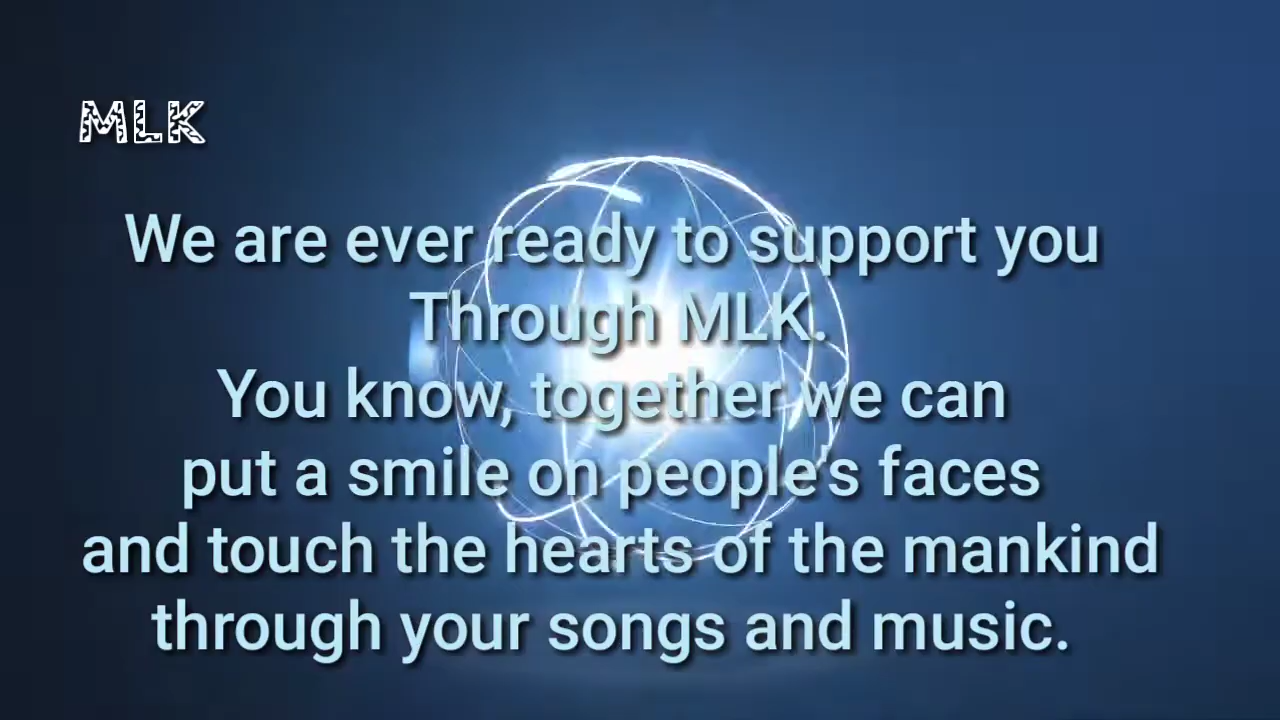 MLK
We are ever ready to support you
Through MLK.
You know, together we can
put a smile on people's faces
and touch the hearts of the mankind
through your songs and music.